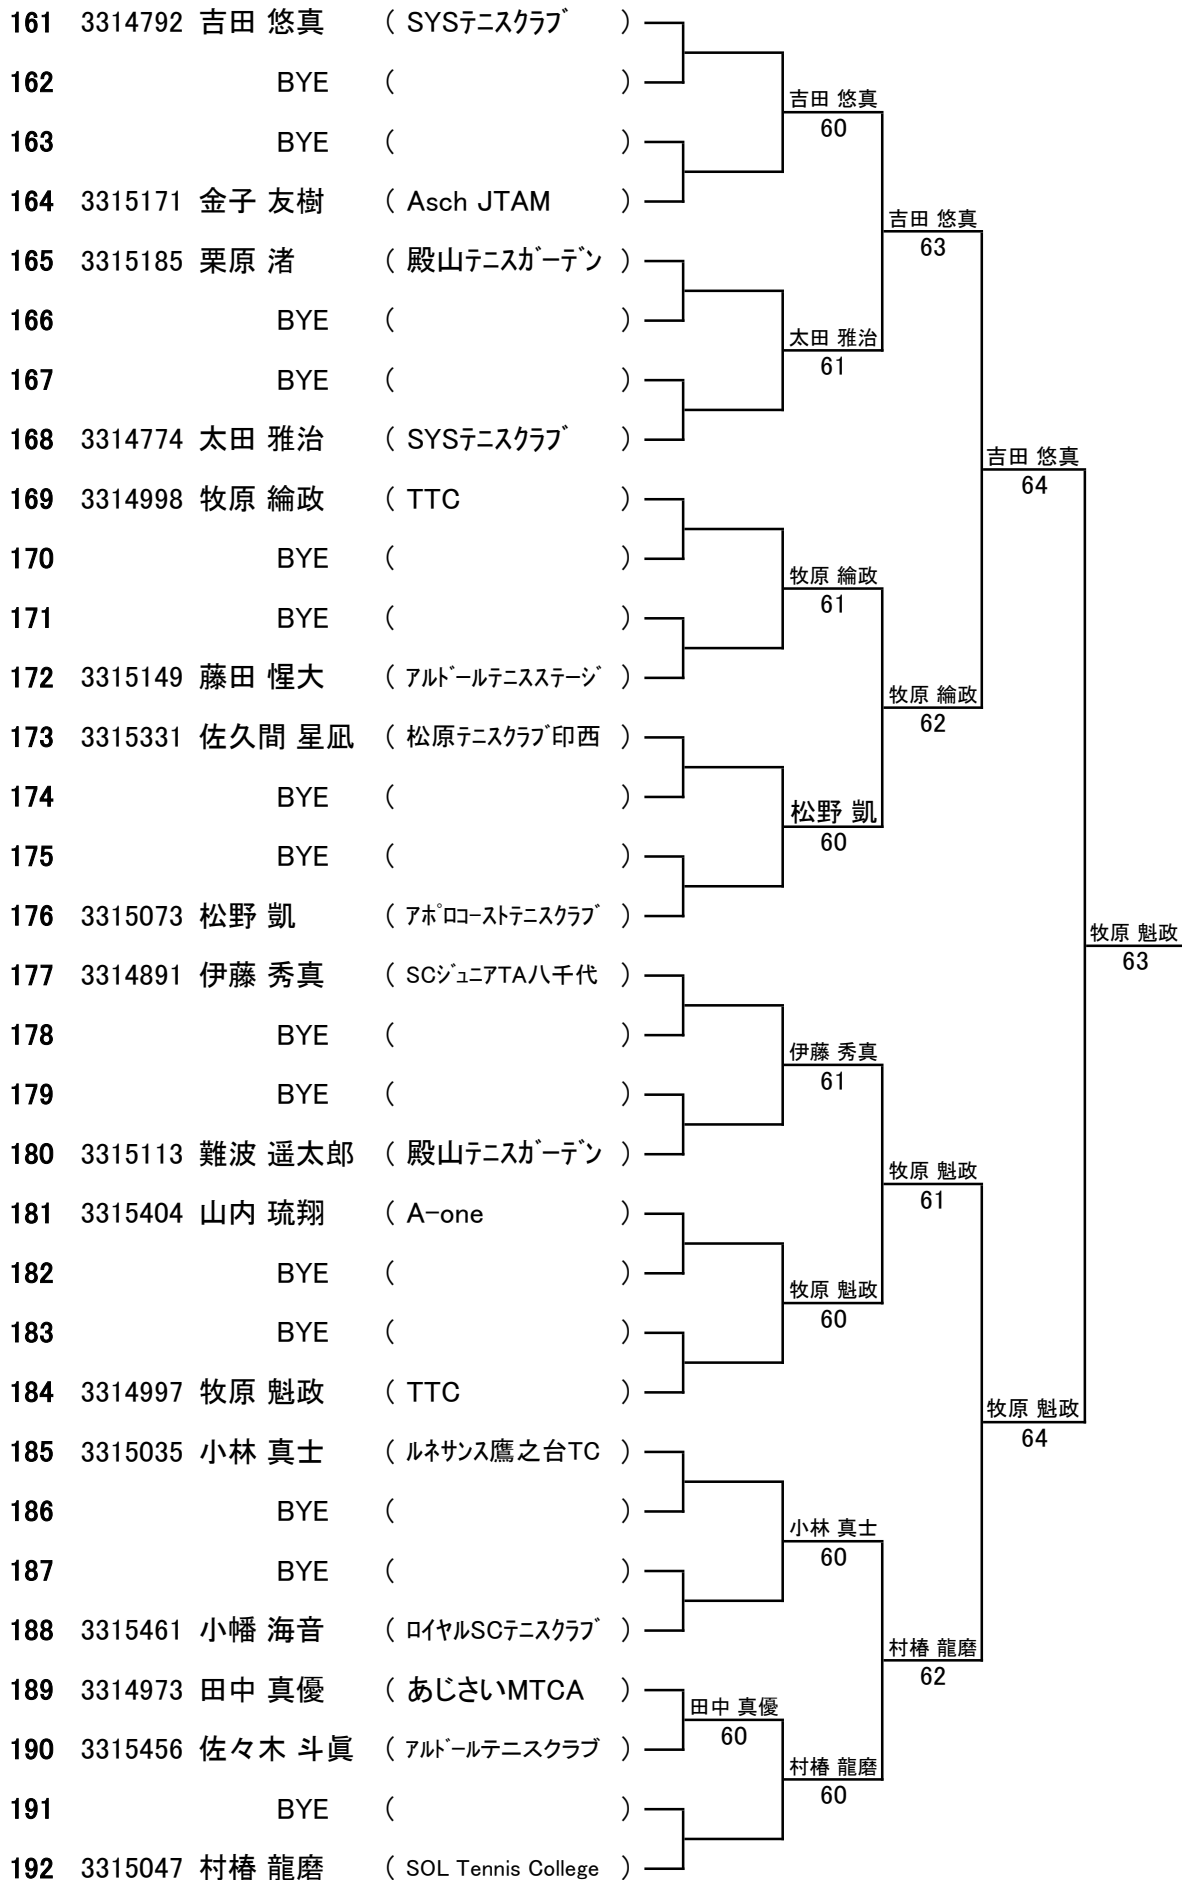 161 3314792 吉田 悠真 ( SYSﾃﾆｽｸﾗﾌﾞ )
162 BYE ( )
吉田 悠真
60
163 BYE ( )
164 3315171 金子 友樹 ( Asch JTAM )
吉田 悠真
63
165 3315185 栗原 渚 ( 殿山ﾃﾆｽｶﾞｰﾃﾞﾝ )
166 BYE ( )
太田 雅治
61
167 BYE ( )
168 3314774 太田 雅治 ( SYSﾃﾆｽｸﾗﾌﾞ )
吉田 悠真
64
169 3314998 牧原 綸政 ( TTC )
170 BYE ( )
牧原 綸政
61
171 BYE ( )
172 3315149 藤田 惺大 ( ｱﾙﾄﾞｰﾙﾃﾆｽｽﾃｰｼﾞ )
牧原 綸政
62
173 3315331 佐久間 星凪 ( 松原ﾃﾆｽｸﾗﾌﾞ印西 )
174 BYE ( )
松野 凱
60
175 BYE ( )
176 3315073 松野 凱 ( ｱﾎﾟﾛｺｰｽﾄﾃﾆｽｸﾗﾌﾞ )
牧原 魁政
63
177 3314891 伊藤 秀真 ( SCｼﾞｭﾆｱTA八千代 )
178 BYE ( )
伊藤 秀真
61
179 BYE ( )
180 3315113 難波 遥太郎 ( 殿山ﾃﾆｽｶﾞｰﾃﾞﾝ )
牧原 魁政
61
181 3315404 山内 琉翔 ( A-one )
182 BYE ( )
牧原 魁政
60
183 BYE ( )
184 3314997 牧原 魁政 ( TTC )
牧原 魁政
64
185 3315035 小林 真士 ( ﾙﾈｻﾝｽ鷹之台TC )
186 BYE ( )
小林 真士
60
187 BYE ( )
188 3315461 小幡 海音 ( ﾛｲﾔﾙSCﾃﾆｽｸﾗﾌﾞ )
村椿 龍磨
62
189 3314973 田中 真優 ( あじさいMTCA )
田中 真優
60
190 3315456 佐々木 斗眞 ( ｱﾙﾄﾞｰﾙテニスクラブ )
村椿 龍磨
60
191 BYE ( )
192 3315047 村椿 龍磨 ( SOL Tennis College )